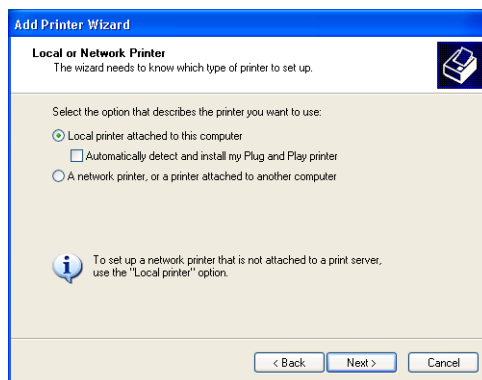 Add Printer Wizard
Local or Network Printer
The wizard needs to know which type of printer to set up.
Select the option that describes the printer you want to use:
Local printer attached to this computer
Automatically detect and install my Plug and Play printer
A network printer, or a printer attached to another computer
To set up a network printer that is not attached to a print server,
use the "Local printer" option.
< Back Next > Cancel